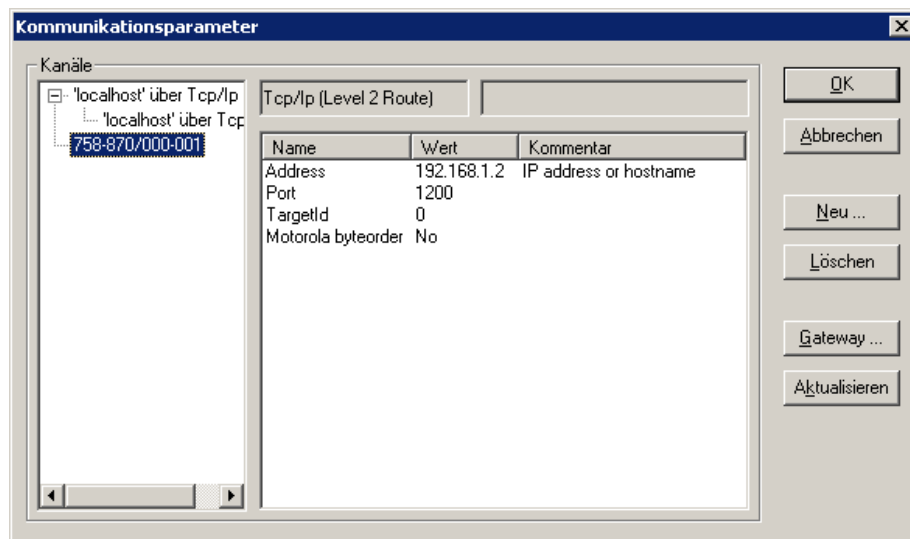 Kommunikationsparameter
Kanäle
'localhost' über Tcp/Ip
'localhost' über Tcp
758-870/000-001
Tcp/Ip (Level 2 Route)
Name Wert Kommentar
Address 192.168.1.2 IP address or hostname
Port 1200
TargetId 0
Motorola byteorder No
OK
Abbrechen
Neu ...
Löschen
Gateway ...
Aktualisieren